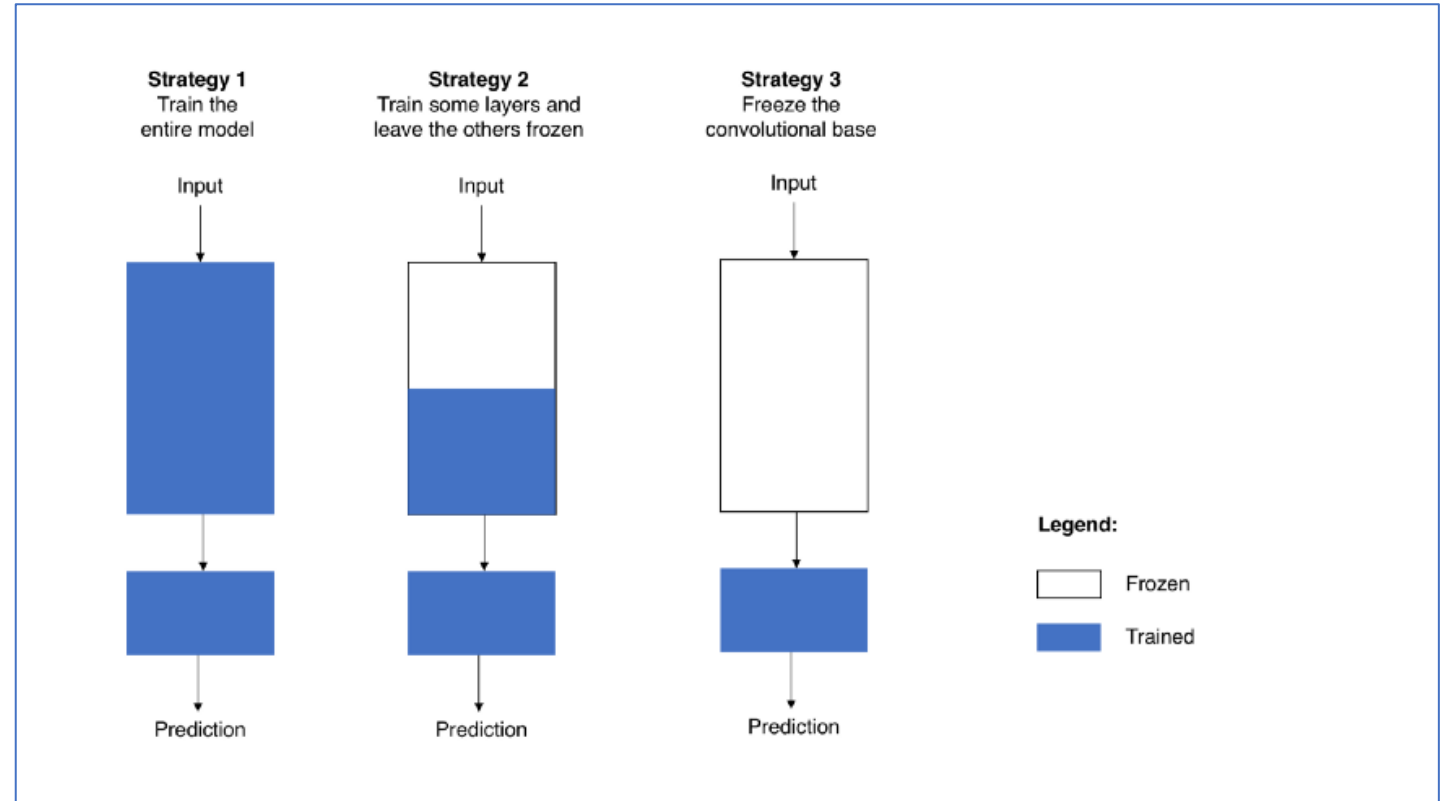 Strategy 1
Train the
entire model
Input
Prediction
Strategy 2
Train some layers and
leave the others frozen
Input
Prediction
Strategy 3
Freeze the
convolutional base
Input
Prediction
Legend:
Frozen
Trained